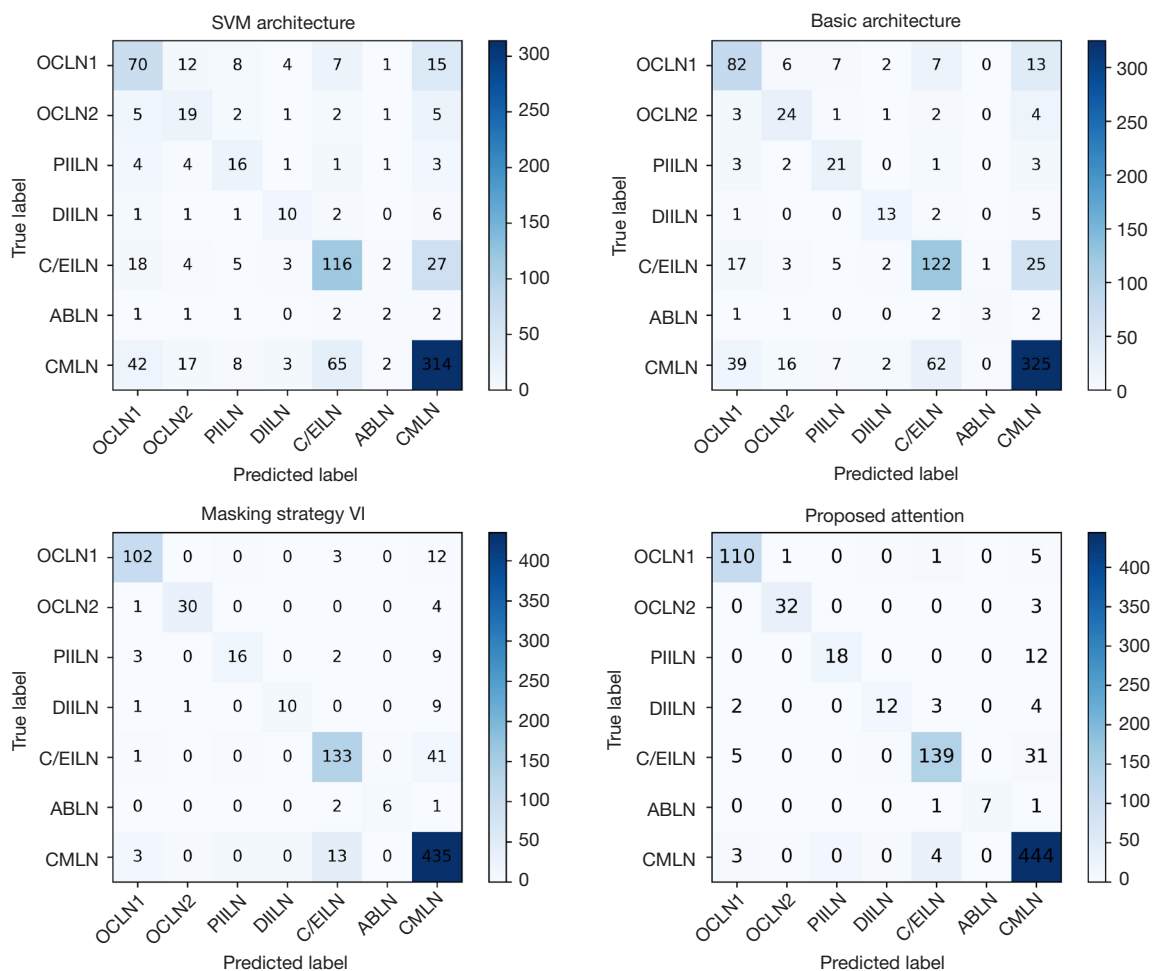 SVM architecture
OCLN1 70 12 8 4 7 1 15
OCLN2 5 19 2 1 2 1 5
PIILN 4 4 16 1 1 1 3
DIILN 1 1 1 10 2 0 6
C/EILN 18 4 5 3 116 2 27
ABLN 1 1 1 0 2 2 2
CMLN 42 17 8 3 65 2 314
OCLN1 OCLN2 PIILN DIILN C/EILN ABLN CMLN
True label
Predicted label
300
250
200
150
100
50
0
Basic architecture
OCLN1 82 6 7 2 7 0 13
OCLN2 3 24 1 1 2 0 4
PIILN 3 2 21 0 1 0 3
DIILN 1 0 0 13 2 0 5
C/EILN 17 3 5 2 122 1 25
ABLN 1 1 0 0 2 3 2
CMLN 39 16 7 2 62 0 325
OCLN1 OCLN2 PIILN DIILN C/EILN ABLN CMLN
True label
Predicted label
300
250
200
150
100
50
0
Masking strategy VI
OCLN1 102 0 0 0 3 0 12
OCLN2 1 30 0 0 0 0 4
PIILN 3 0 16 0 2 0 9
DIILN 1 1 0 10 0 0 9
C/EILN 1 0 0 0 133 0 41
ABLN 0 0 0 0 2 6 1
CMLN 3 0 0 0 13 0 435
OCLN1 OCLN2 PIILN DIILN C/EILN ABLN CMLN
True label
Predicted label
400
350
300
250
200
150
100
50
0
Proposed attention
OCLN1 110 1 0 0 1 0 5
OCLN2 0 32 0 0 0 0 3
PIILN 0 0 18 0 0 0 12
DIILN 2 0 0 12 3 0 4
C/EILN 5 0 0 0 139 0 31
ABLN 0 0 0 0 1 7 1
CMLN 3 0 0 0 4 0 444
OCLN1 OCLN2 PIILN DIILN C/EILN ABLN CMLN
True label
Predicted label
400
350
300
250
200
150
100
50
0